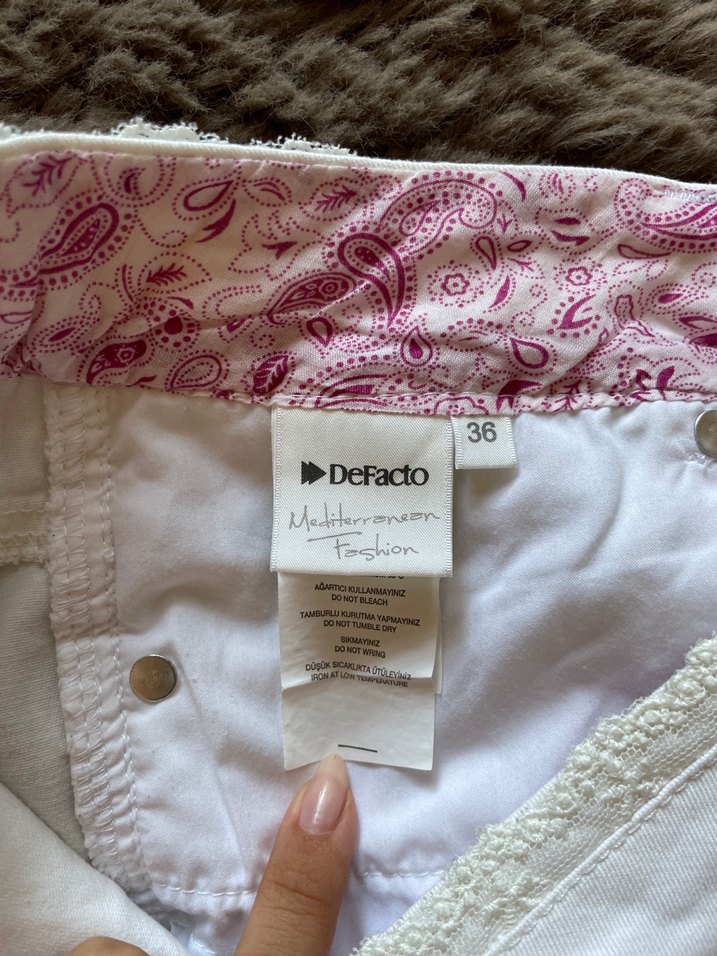 36
DeFacto
Mediterranean
Fashion
AĞARTICI KULLANMAYINIZ
DO NOT BLEACH
TAMBURLU KURUTMA YAPMAYINIZ
DO NOT TUMBLE DRY
SIKMAYINIZ
DO NOT WRING
DÜŞÜK SICAKLIKTA ÜTÜLEYİNİZ
IRON AT LOW TEMPERATURE